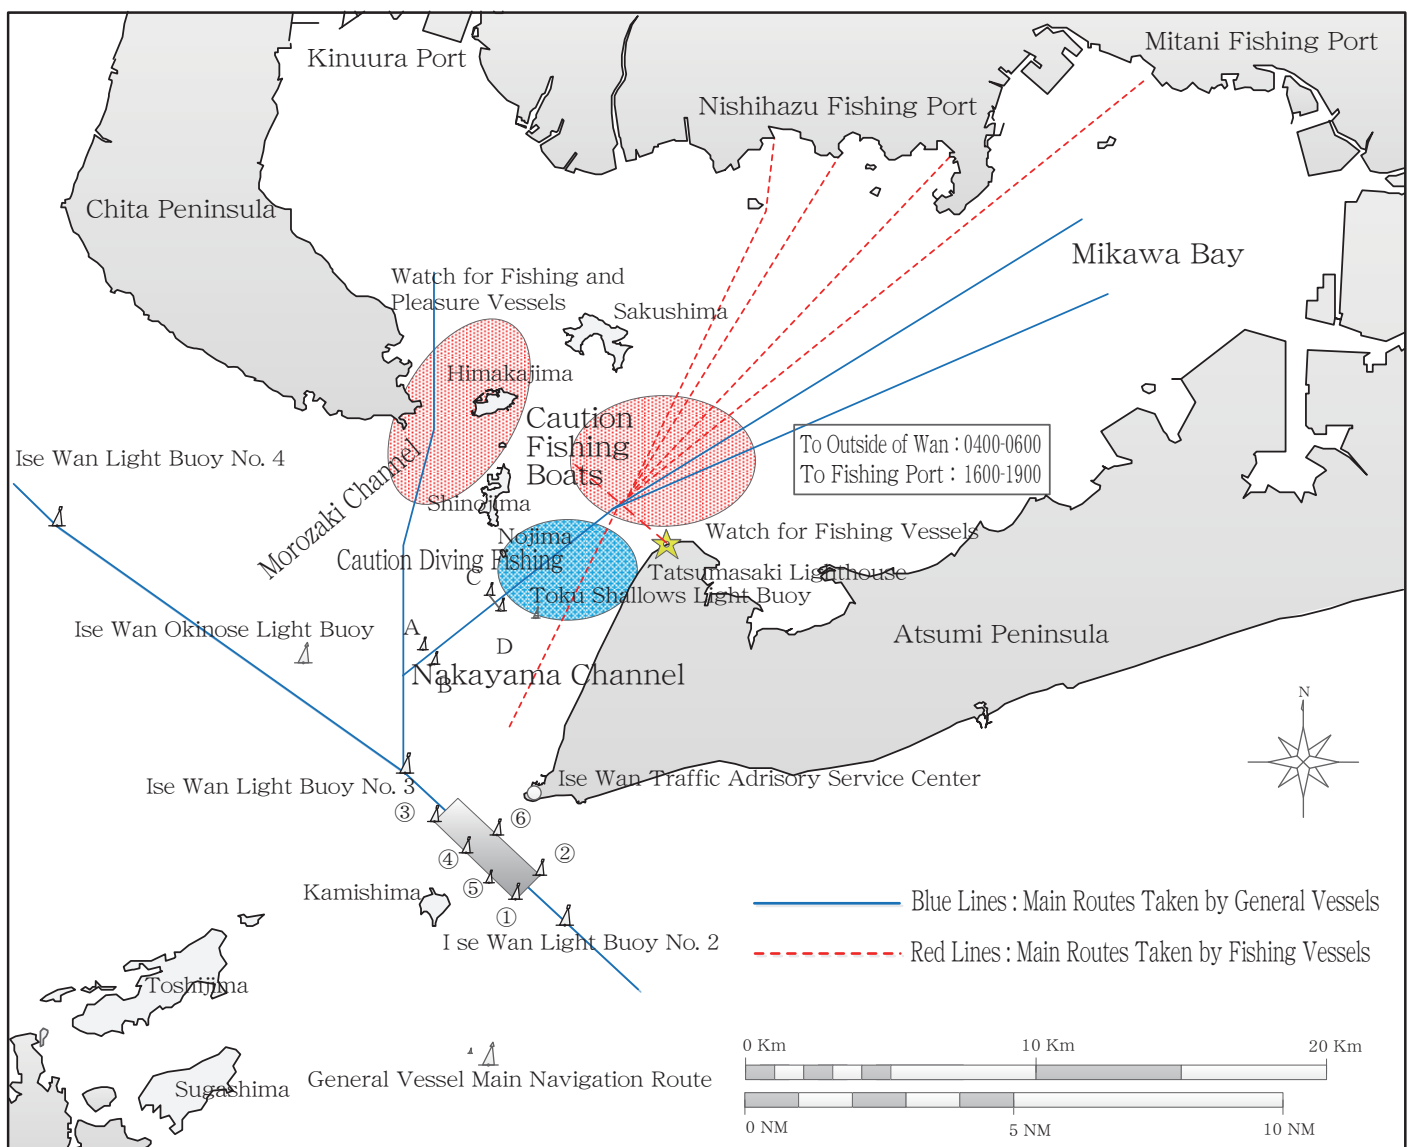 Kinuura Port
Mitani Fishing Port
Nishihazu Fishing Port
Chita Peninsula
Mikawa Bay
Watch for Fishing and
Pleasure Vessels
Sakushima
Himakajima
Caution
Fishing
Boats
To Outside of Wan : 0400-0600
To Fishing Port : 1600-1900
Ise Wan Light Buoy No. 4
Morozaki Channel
Shinojima
Watch for Fishing Vessels
Nojima
Caution Diving Fishing
Tatsumasaki Lighthouse
C
Toku Shallows Light Buoy
Ise Wan Okinose Light Buoy
A
D
Atsumi Peninsula
Nakayama Channel
B
N
Ise Wan Light Buoy No. 3
Ise Wan Traffic Adrisory Service Center
③
⑥
④
②
⑤
①
Kamishima
I se Wan Light Buoy No. 2
Blue Lines : Main Routes Taken by General Vessels
Red Lines : Main Routes Taken by Fishing Vessels
Toshijima
Sugashima
General Vessel Main Navigation Route
0 Km 10 Km 20 Km
0 NM 5 NM 10 NM